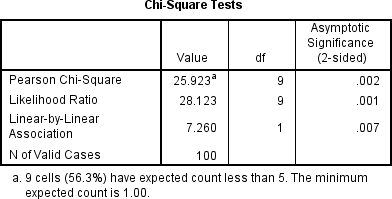 Chi-Square Tests
Value df Asymptotic Significance (2-sided)
Pearson Chi-Square 25.923a 9 .002
Likelihood Ratio 28.123 9 .001
Linear-by-Linear Association 7.260 1 .007
N of Valid Cases 100
a. 9 cells (56.3%) have expected count less than 5. The minimum
expected count is 1.00.